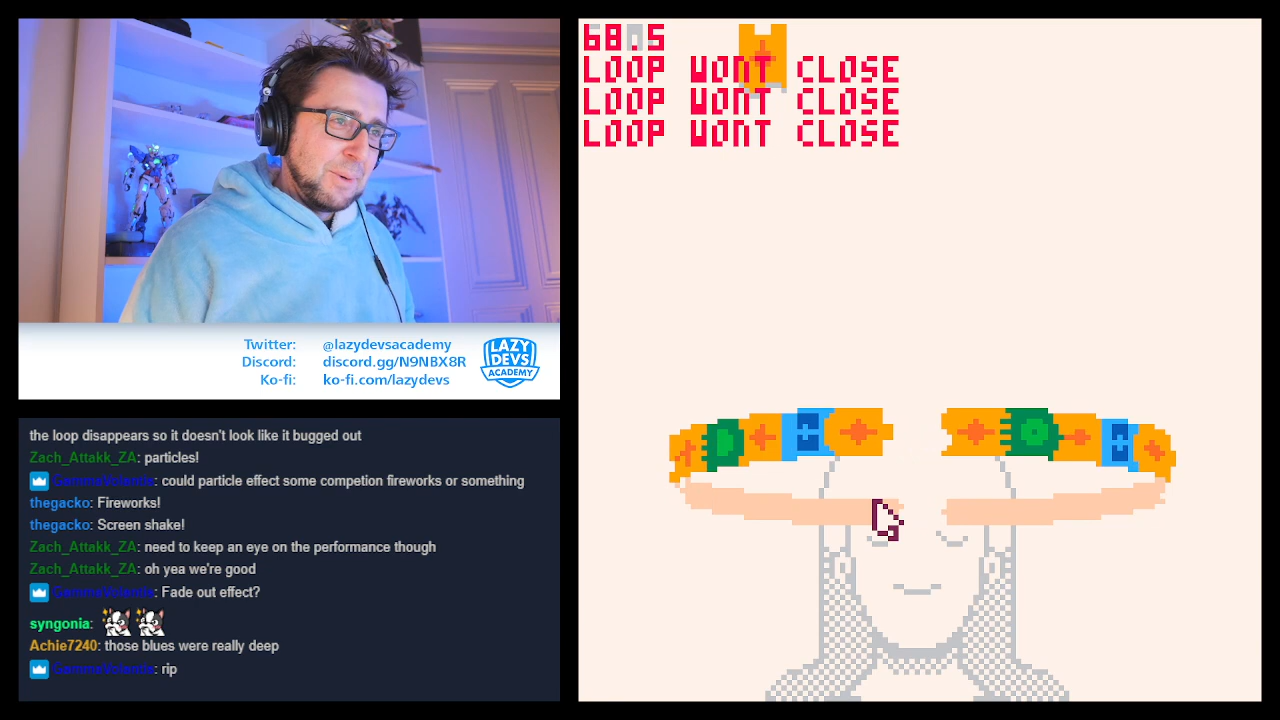 68.5
LOOP WONT CLOSE
LOOP WONT CLOSE
LOOP WONT CLOSE
Twitter: @lazydevsacademy
Discord: discord.gg/N9NBX8R
Ko-fi: ko-fi.com/lazydevs
LAZY
DEVS
ACADEMY
the loop disappears so it doesn't look like it bugged out
Zach_Attakk_ZA: particles!
GammaVolantis: could particle effect some competion fireworks or something
thegacko: Fireworks!
thegacko: Screen shake!
Zach_Attakk_ZA: need to keep an eye on the performance though
Zach_Attakk_ZA: oh yea we're good
: Fade out effect?
syngonia:
Achie7240: those blues were really deep
: rip